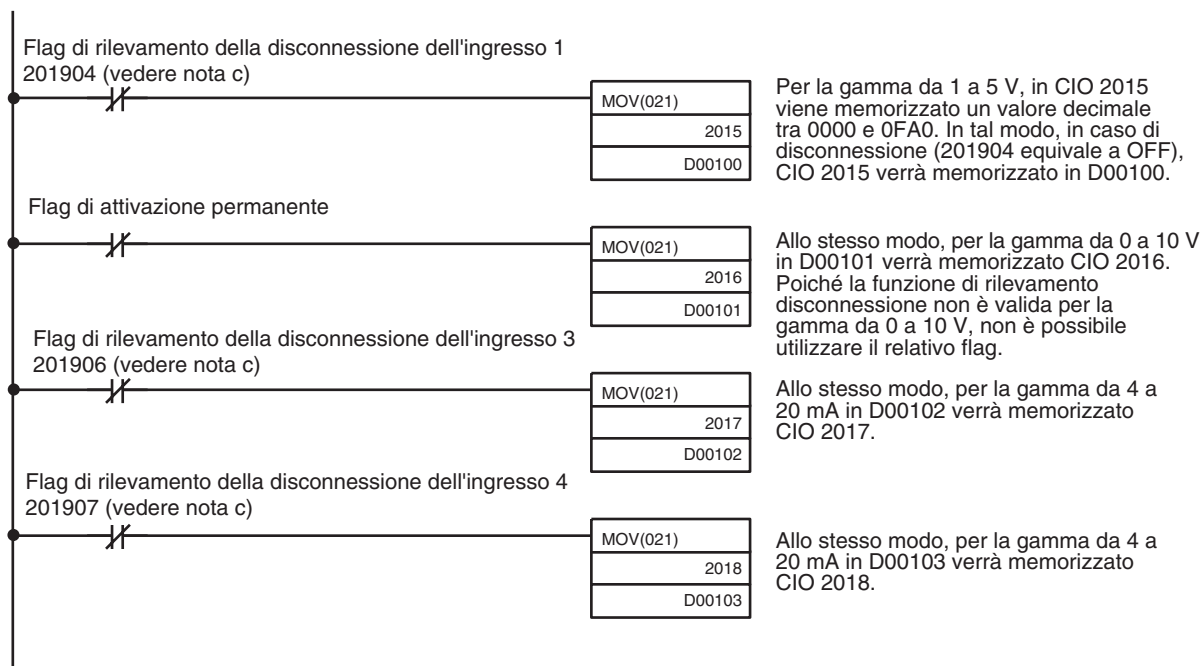 Flag di rilevamento della disconnessione dell'ingresso 1
201904 (vedere nota c)
MOV(021)
2015
D00100
Per la gamma da 1 a 5 V, in CIO 2015
viene memorizzato un valore decimale
tra 0000 e 0FA0. In tal modo, in caso di
disconnessione (201904 equivale a OFF),
CIO 2015 verrà memorizzato in D00100.
Flag di attivazione permanente
MOV(021)
2016
D00101
Allo stesso modo, per la gamma da 0 a 10 V
in D00101 verrà memorizzato CIO 2016.
Poiché la funzione di rilevamento
disconnessione non è valida per la
gamma da 0 a 10 V, non è possibile
utilizzare il relativo flag.
Flag di rilevamento della disconnessione dell'ingresso 3
201906 (vedere nota c)
MOV(021)
2017
D00102
Allo stesso modo, per la gamma da 4 a
20 mA in D00102 verrà memorizzato
CIO 2017.
Flag di rilevamento della disconnessione dell'ingresso 4
201907 (vedere nota c)
MOV(021)
2018
D00103
Allo stesso modo, per la gamma da 4 a
20 mA in D00103 verrà memorizzato
CIO 2018.